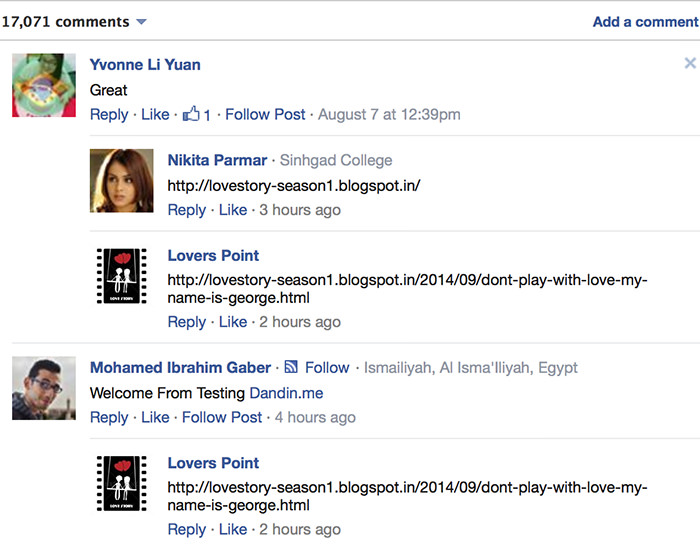 17,071 comments
Add a comment
Yvonne Li Yuan
Great
Reply · Like · 1 · Follow Post · August 7 at 12:39pm
Nikita Parmar · Sinhgad College
http://lovestory-season1.blogspot.in/
Reply · Like · 3 hours ago
Lovers Point
http://lovestory-season1.blogspot.in/2014/09/dont-play-with-love-my-
name-is-george.html
Reply · Like · 2 hours ago
Mohamed Ibrahim Gaber · Follow · Ismailiyah, Al Isma'Iliyah, Egypt
Welcome From Testing Dandin.me
Reply · Like · Follow Post · 4 hours ago
Lovers Point
http://lovestory-season1.blogspot.in/2014/09/dont-play-with-love-my-
name-is-george.html
Reply · Like · 2 hours ago